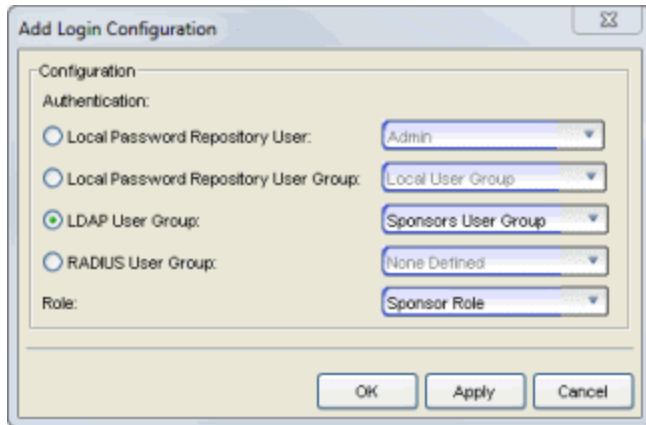 Add Login Configuration
Configuration
Authentication:
Local Password Repository User: Admin
Local Password Repository User Group: Local User Group
LDAP User Group: Sponsors User Group
RADIUS User Group: None Defined
Role: Sponsor Role
OK Apply Cancel